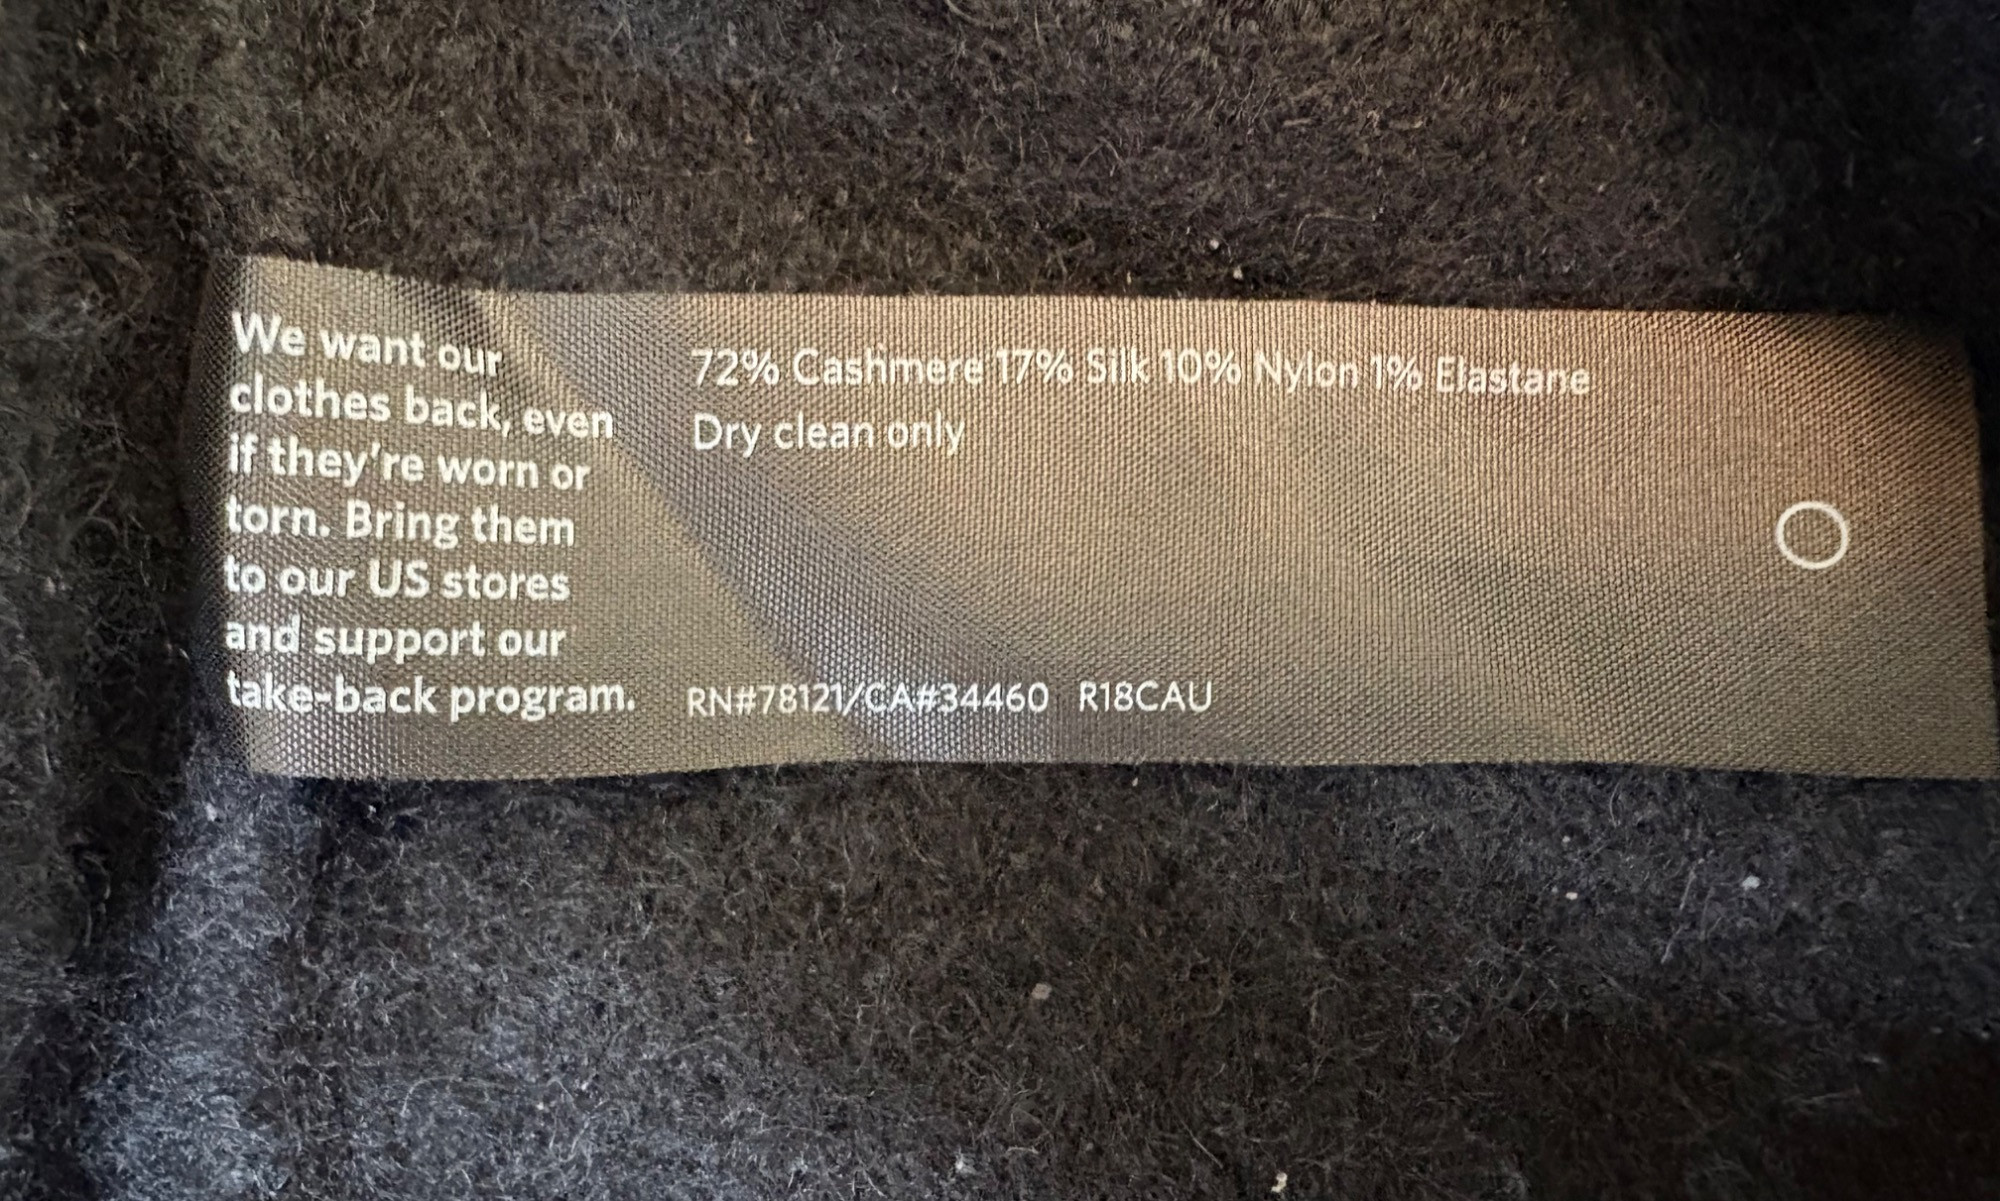 We want our
clothes back, even
if they're worn or
torn. Bring them
to our US stores
and support our
take-back program.
72% Cashmere 17% Silk 10% Nylon 1% Elastane
Dry clean only
RN#78121/CA#34460 R18CAU